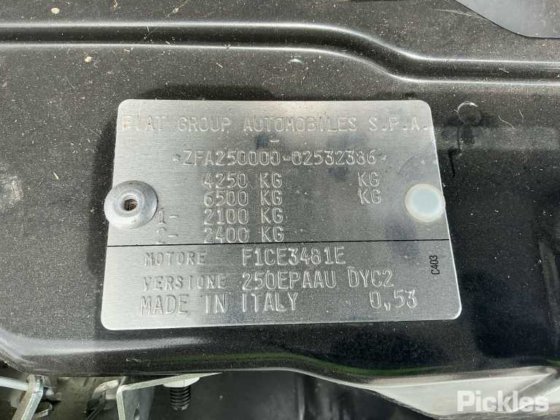 FIAT GROUP AUTOMOBILES S.P.A.
-
*ZFA250000-02532386*
4250 KG KG
6500 KG KG
1- 2100 KG
2- 2400 KG
MOTORE F1CE3481E
VERSIONE 250EPAAU DYC2
MADE IN ITALY 0,53
C403
Pickles